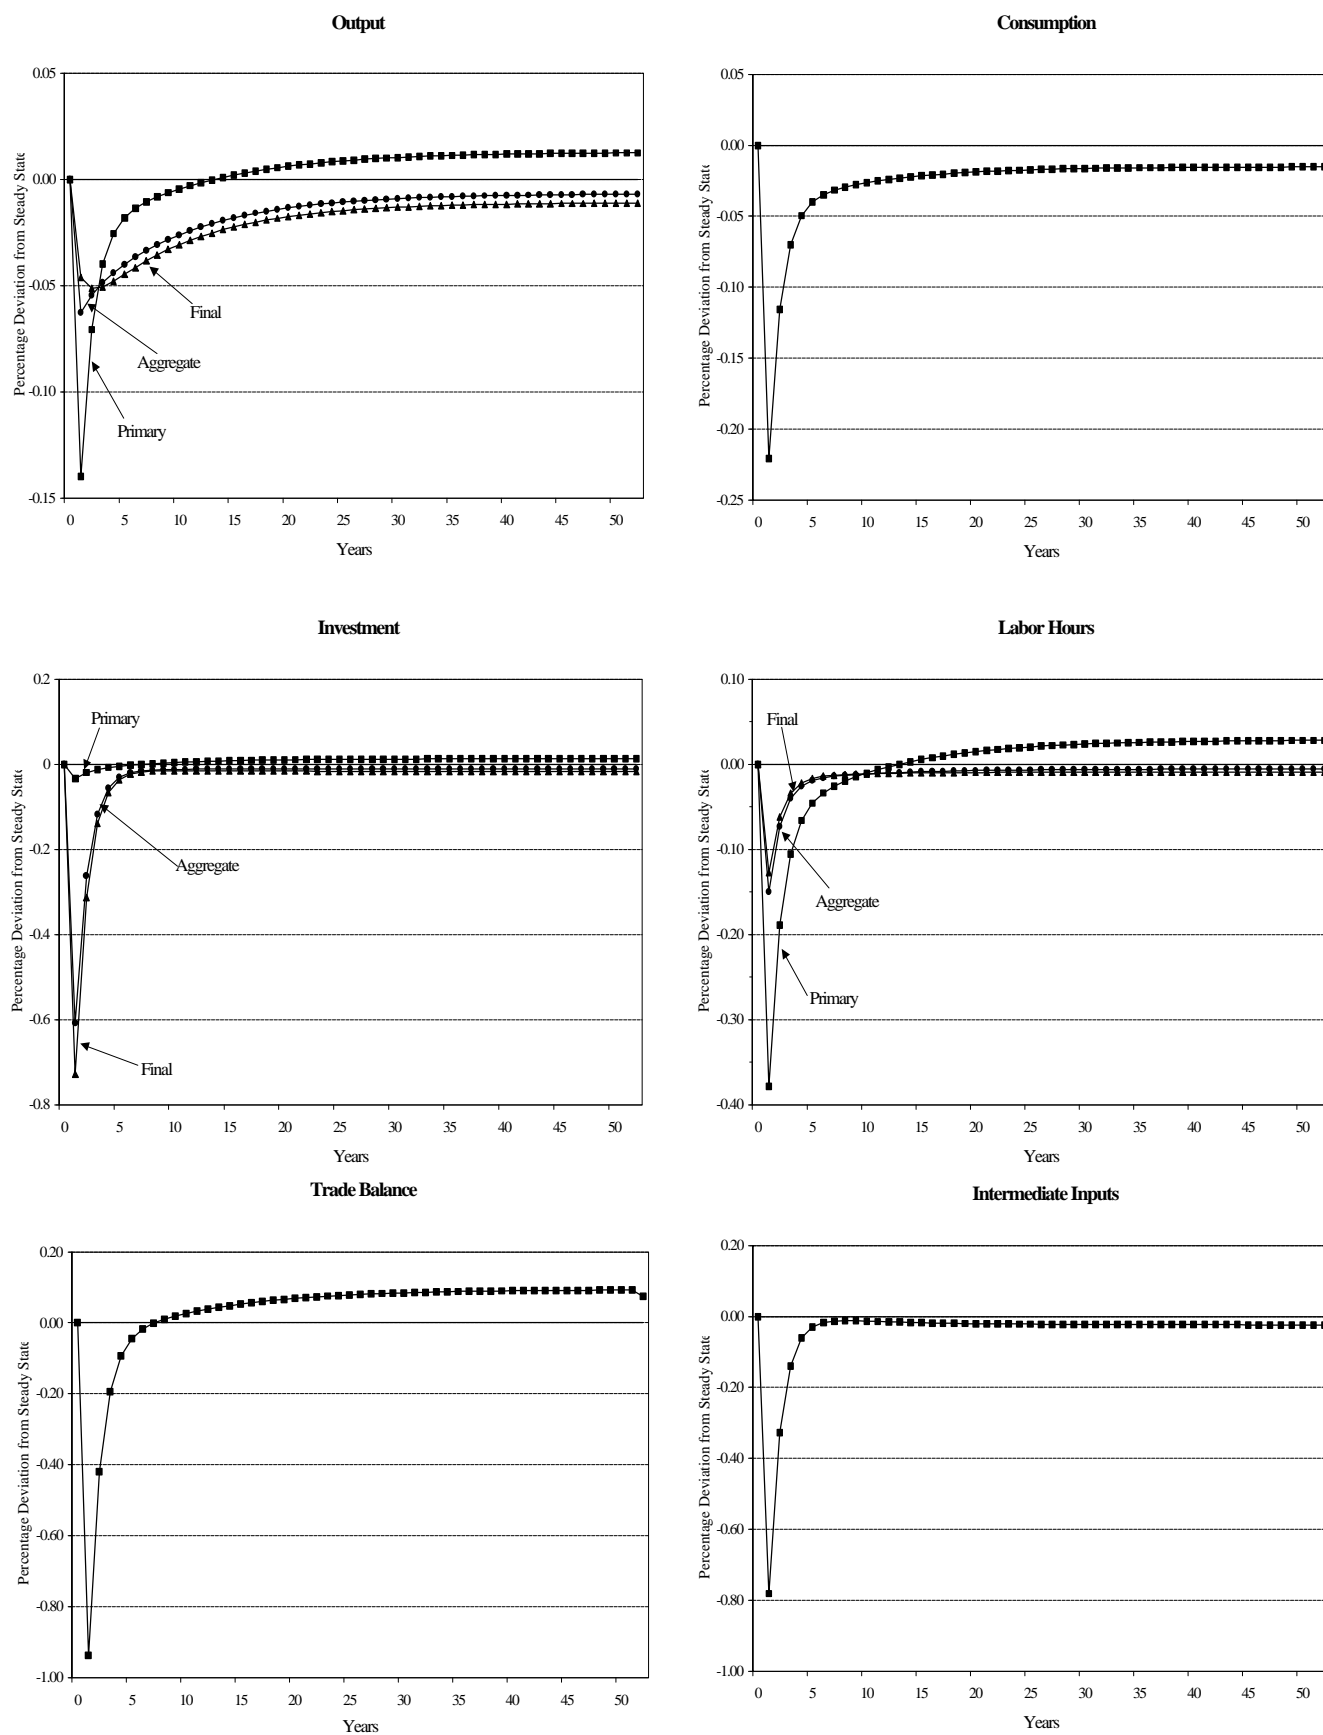 Output
Percentage Deviation from Steady State
0.05
0.00
-0.05
-0.10
-0.15
Final
Aggregate
Primary
0 5 10 15 20 25 30 35 40 45 50
Years
Consumption
Percentage Deviation from Steady State
0.05
0.00
-0.05
-0.10
-0.15
-0.20
-0.25
0 5 10 15 20 25 30 35 40 45 50
Years
Investment
Percentage Deviation from Steady State
0.2
0
-0.2
-0.4
-0.6
-0.8
Primary
Aggregate
Final
0 5 10 15 20 25 30 35 40 45 50
Years
Labor Hours
Percentage Deviation from Steady State
0.10
0.00
-0.10
-0.20
-0.30
-0.40
Final
Aggregate
Primary
0 5 10 15 20 25 30 35 40 45 50
Years
Trade Balance
Percentage Deviation from Steady State
0.20
0.00
-0.20
-0.40
-0.60
-0.80
-1.00
0 5 10 15 20 25 30 35 40 45 50
Years
Intermediate Inputs
Percentage Deviation from Steady State
0.20
0.00
-0.20
-0.40
-0.60
-0.80
-1.00
0 5 10 15 20 25 30 35 40 45 50
Years